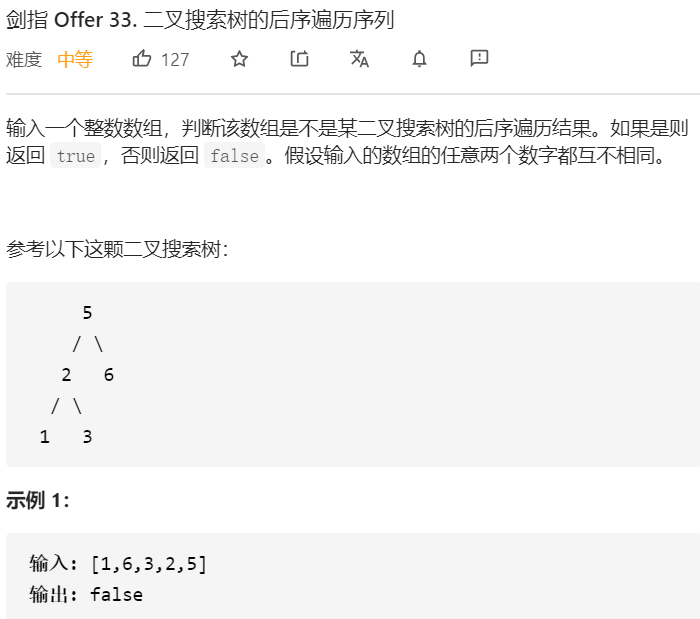 剑指 Offer 33. 二叉搜索树的后序遍历序列
难度 中等 127
输入一个整数数组，判断该数组是不是某二叉搜索树的后序遍历结果。如果是则
返回 true，否则返回 false。假设输入的数组的任意两个数字都互不相同。
参考以下这颗二叉搜索树：
5
/ \
2 6
/ \
1 3
示例 1：
输入: [1,6,3,2,5]
输出: false